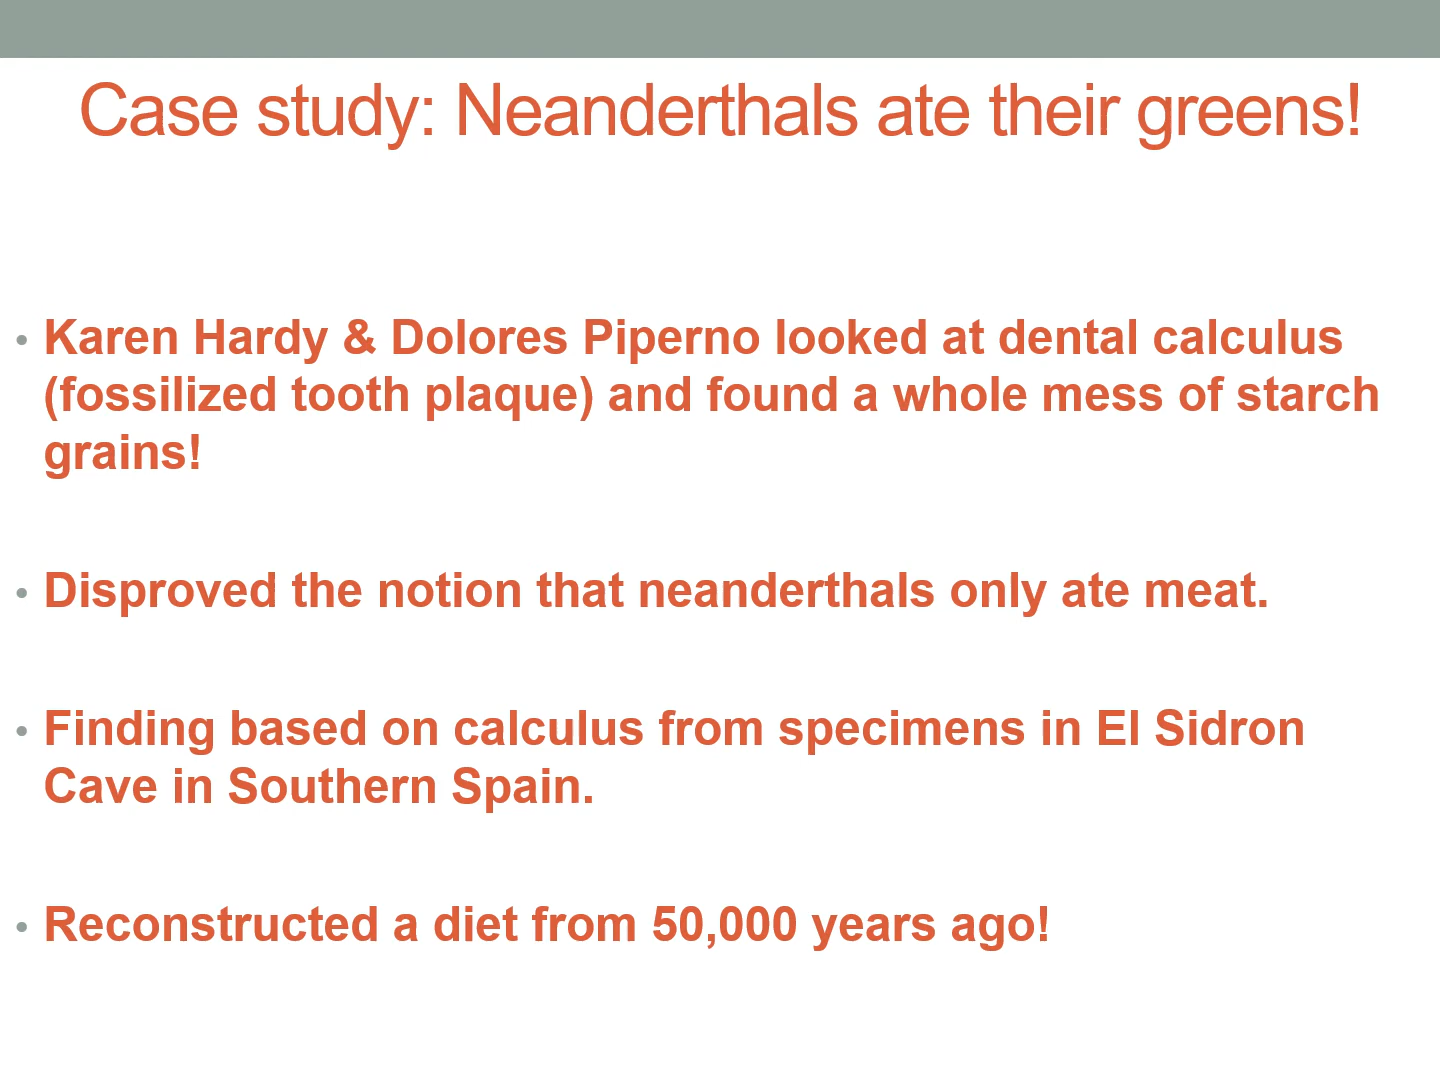 Case study: Neanderthals ate their greens!
• Karen Hardy & Dolores Piperno looked at dental calculus
(fossilized tooth plaque) and found a whole mess of starch
grains!
• Disproved the notion that neanderthals only ate meat.
• Finding based on calculus from specimens in El Sidron
Cave in Southern Spain.
• Reconstructed a diet from 50,000 years ago!